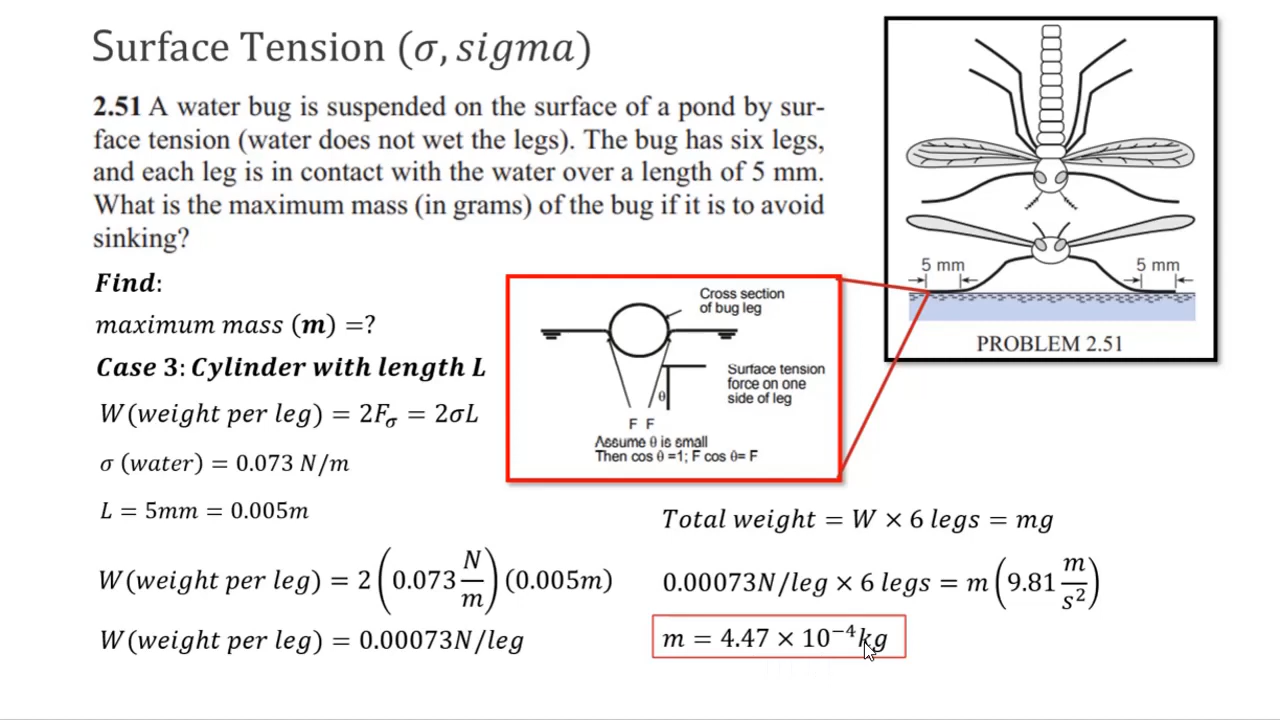 Surface Tension (σ, sigma)
2.51 A water bug is suspended on the surface of a pond by sur-
face tension (water does not wet the legs). The bug has six legs,
and each leg is in contact with the water over a length of 5 mm.
What is the maximum mass (in grams) of the bug if it is to avoid
sinking?
Find:
maximum mass (m) =?
Case 3: Cylinder with length L
W(weight per leg) = 2Fσ = 2σL
σ (water) = 0.073 N/m
L = 5mm = 0.005m
W(weight per leg) = 2(0.073 N/m)(0.005m)
W(weight per leg) = 0.00073N/leg
Cross section
of bug leg
Surface tension
force on one
side of leg
θ
F F
Assume θ is small
Then cos θ =1; F cos θ= F
5 mm
5 mm
PROBLEM 2.51
Total weight = W × 6 legs = mg
0.00073N/leg × 6 legs = m(9.81 m/s²)
m = 4.47 × 10⁻⁴kg